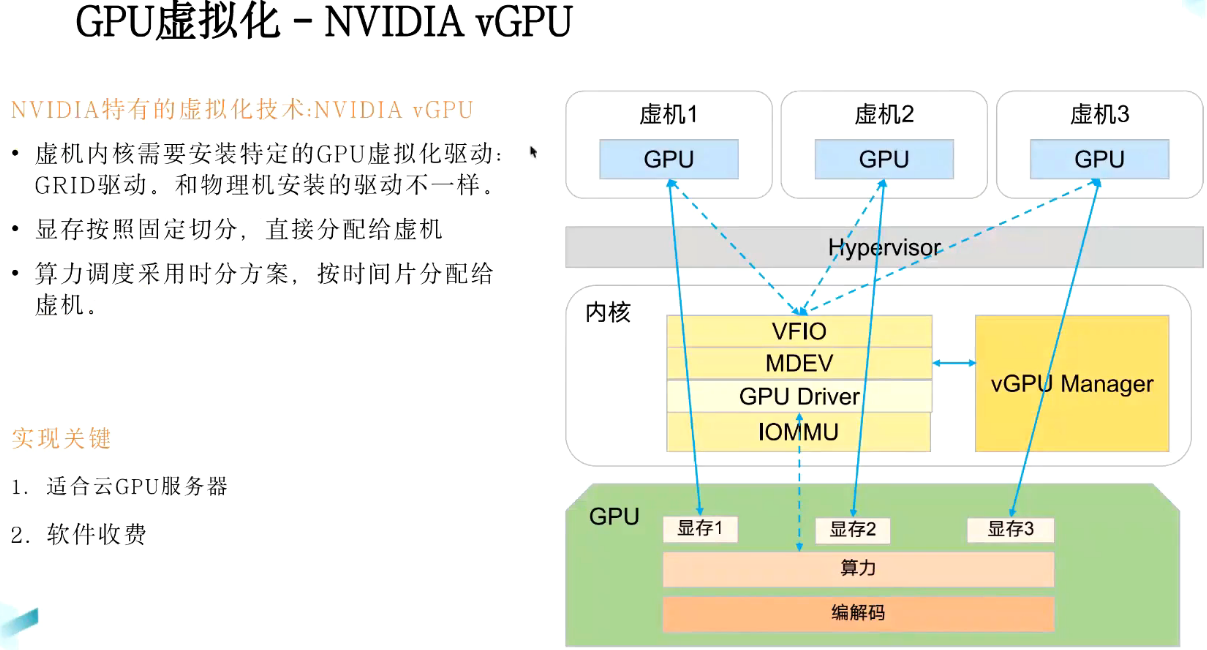 GPU虚拟化 – NVIDIA vGPU
NVIDIA特有的虚拟化技术:NVIDIA vGPU
• 虚机内核需要安装特定的GPU虚拟化驱动：
GRID驱动。和物理机安装的驱动不一样。
• 显存按照固定切分，直接分配给虚机
• 算力调度采用时分方案，按时间片分配给
虚机。
实现关键
1. 适合云GPU服务器
2. 软件收费
虚机1
GPU
虚机2
GPU
虚机3
GPU
Hypervisor
内核
VFIO
MDEV
GPU Driver
IOMMU
vGPU Manager
GPU
显存1
显存2
显存3
算力
编解码